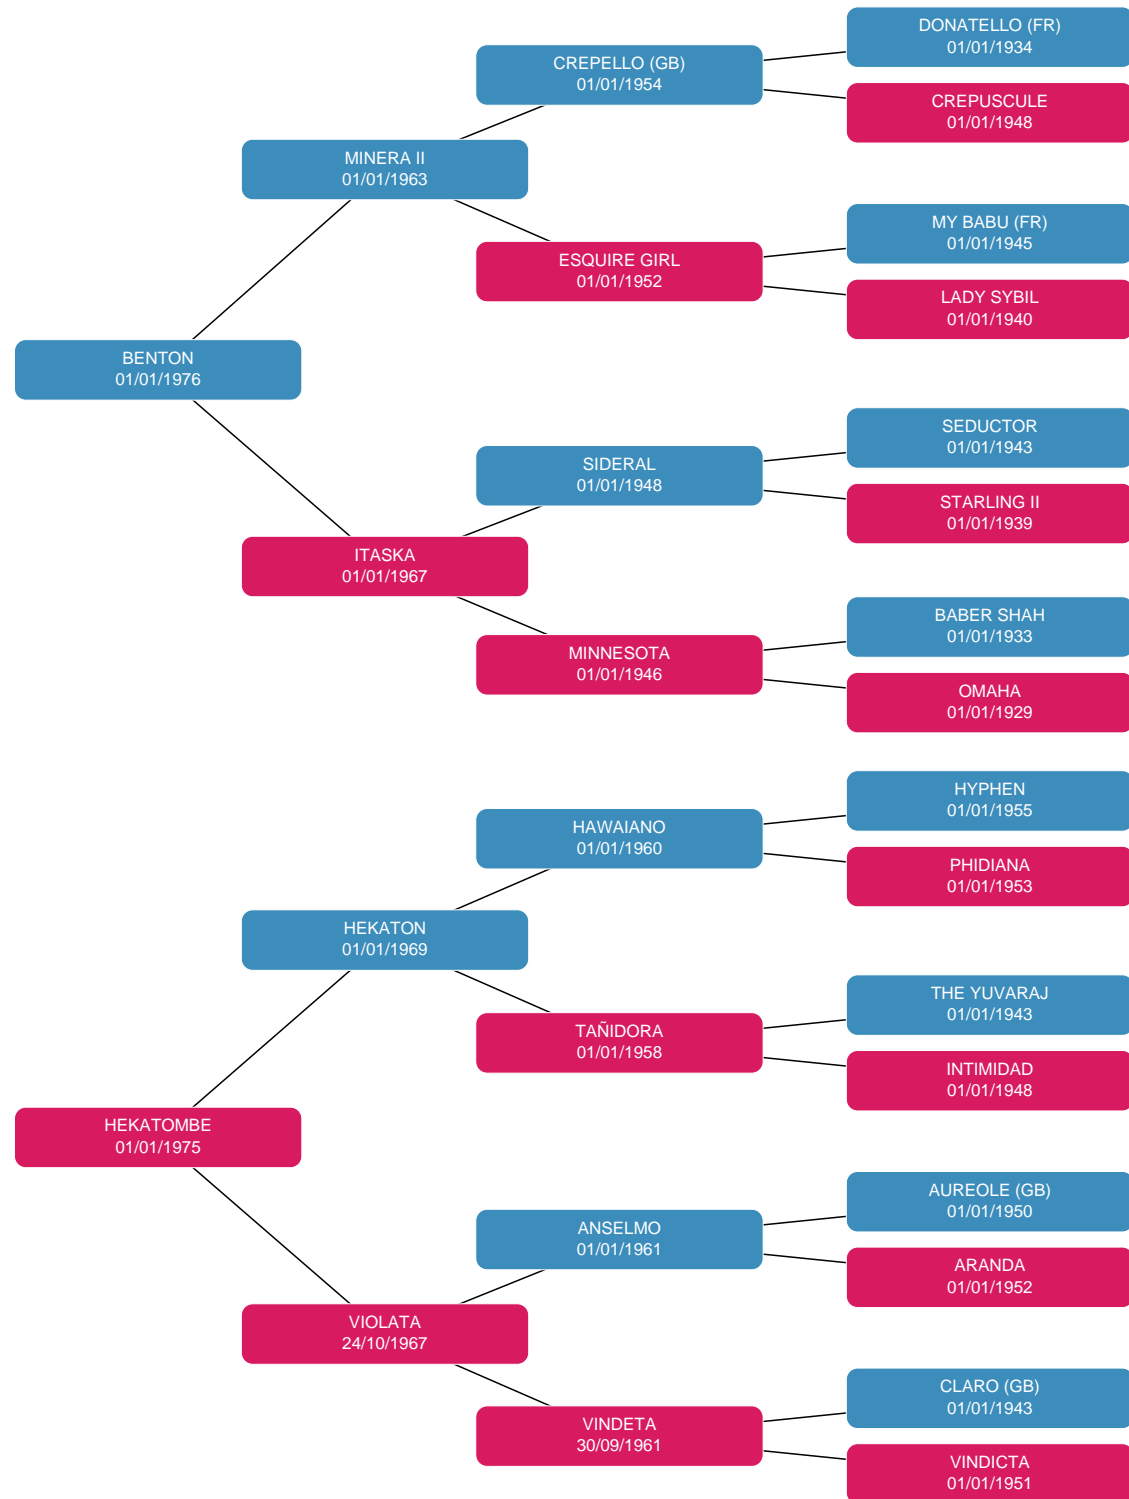 DONATELLO (FR)
01/01/1934
CREPELLO (GB)
01/01/1954
CREPUSCULE
01/01/1948
MINERA II
01/01/1963
MY BABU (FR)
01/01/1945
ESQUIRE GIRL
01/01/1952
LADY SYBIL
01/01/1940
BENTON
01/01/1976
SEDUCTOR
01/01/1943
SIDERAL
01/01/1948
STARLING II
01/01/1939
ITASKA
01/01/1967
BABER SHAH
01/01/1933
MINNESOTA
01/01/1946
OMAHA
01/01/1929
HYPHEN
01/01/1955
HAWAIANO
01/01/1960
PHIDIANA
01/01/1953
HEKATON
01/01/1969
THE YUVARAJ
01/01/1943
TAÑIDORA
01/01/1958
INTIMIDAD
01/01/1948
HEKATOMBE
01/01/1975
AUREOLE (GB)
01/01/1950
ANSELMO
01/01/1961
ARANDA
01/01/1952
VIOLATA
24/10/1967
CLARO (GB)
01/01/1943
VINDETA
30/09/1961
VINDICTA
01/01/1951